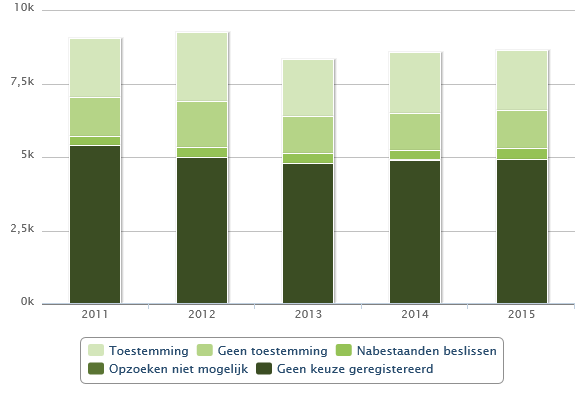 10k
7,5k
5k
2,5k
0k
2011 2012 2013 2014 2015
Toestemming Geen toestemming Nabestaanden beslissen
Opzoeken niet mogelijk Geen keuze geregistreerd